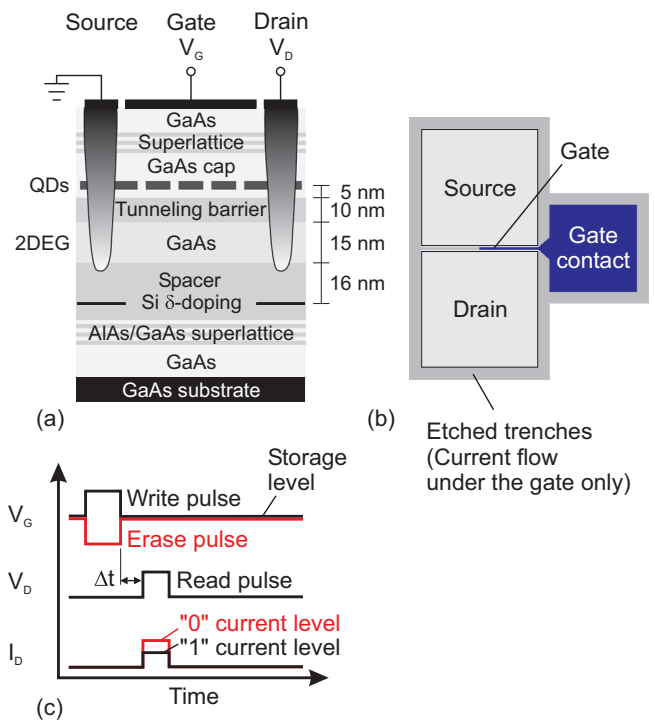 Source Gate Drain
V_G V_D
GaAs
Superlattice
GaAs cap
QDs
5 nm
Tunneling barrier 10 nm
2DEG GaAs 15 nm
Spacer 16 nm
Si δ-doping
AlAs/GaAs superlattice
GaAs
GaAs substrate
(a)
Gate
Source
Gate
contact
Drain
(b)
Etched trenches
(Current flow
under the gate only)
Storage
level
Write pulse
V_G
Erase pulse
V_D Δt Read pulse
"0" current level
"1" current level
I_D
Time
(c)